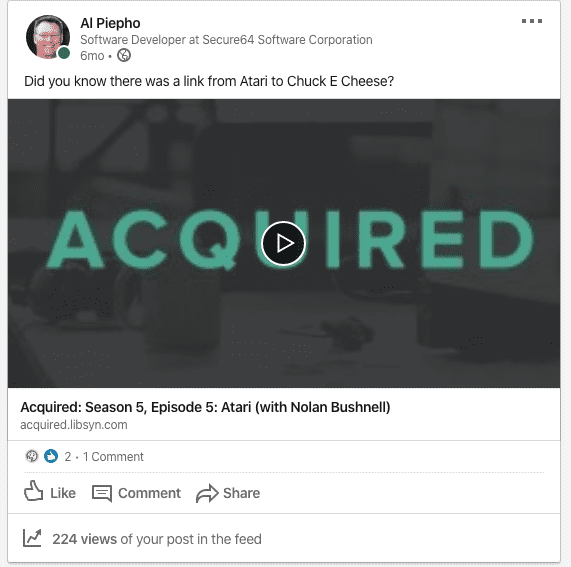 Al Piepho
Software Developer at Secure64 Software Corporation
6mo •
Did you know there was a link from Atari to Chuck E Cheese?
ACQUIRED
Acquired: Season 5, Episode 5: Atari (with Nolan Bushnell)
acquired.libsyn.com
2 · 1 Comment
Like Comment Share
224 views of your post in the feed